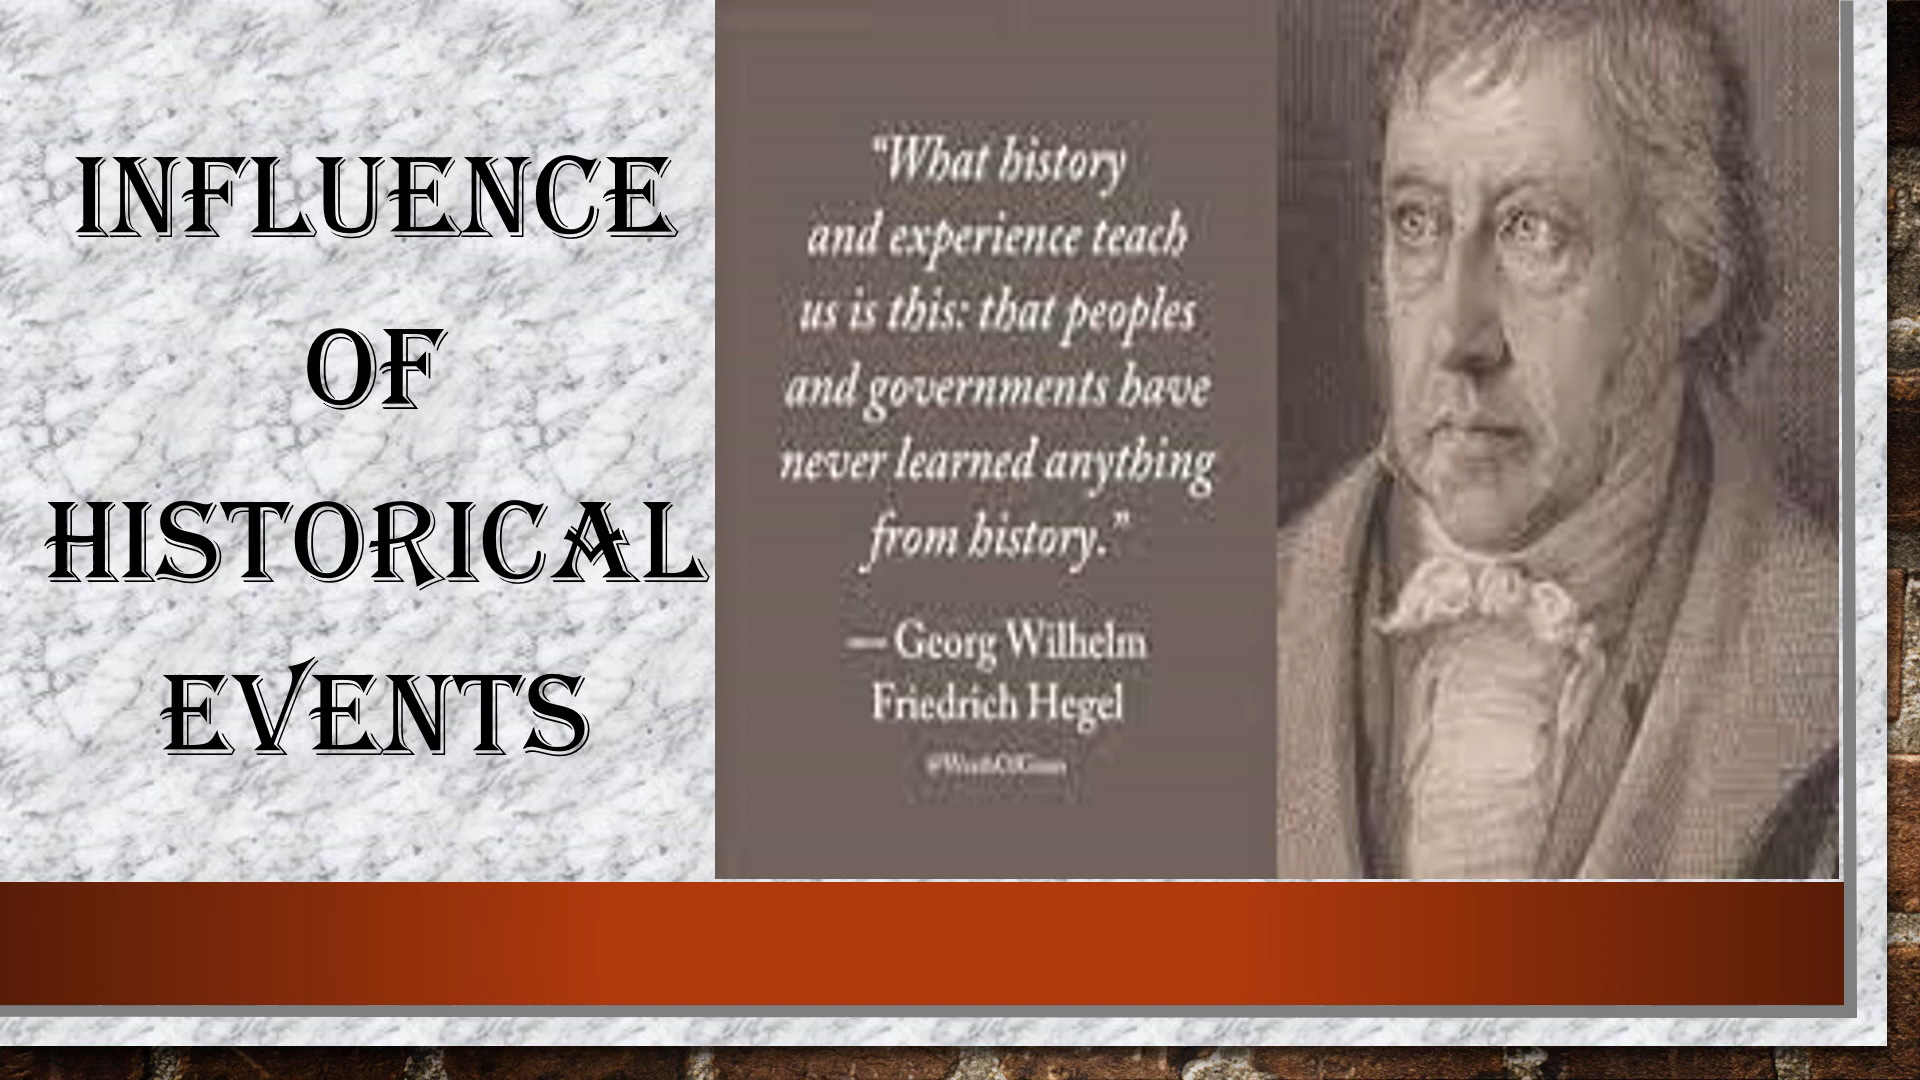 INFLUENCE
OF
HISTORICAL
EVENTS
“What history
and experience teach
us is this: that peoples
and governments have
never learned anything
from history.”
— Georg Wilhelm
Friedrich Hegel